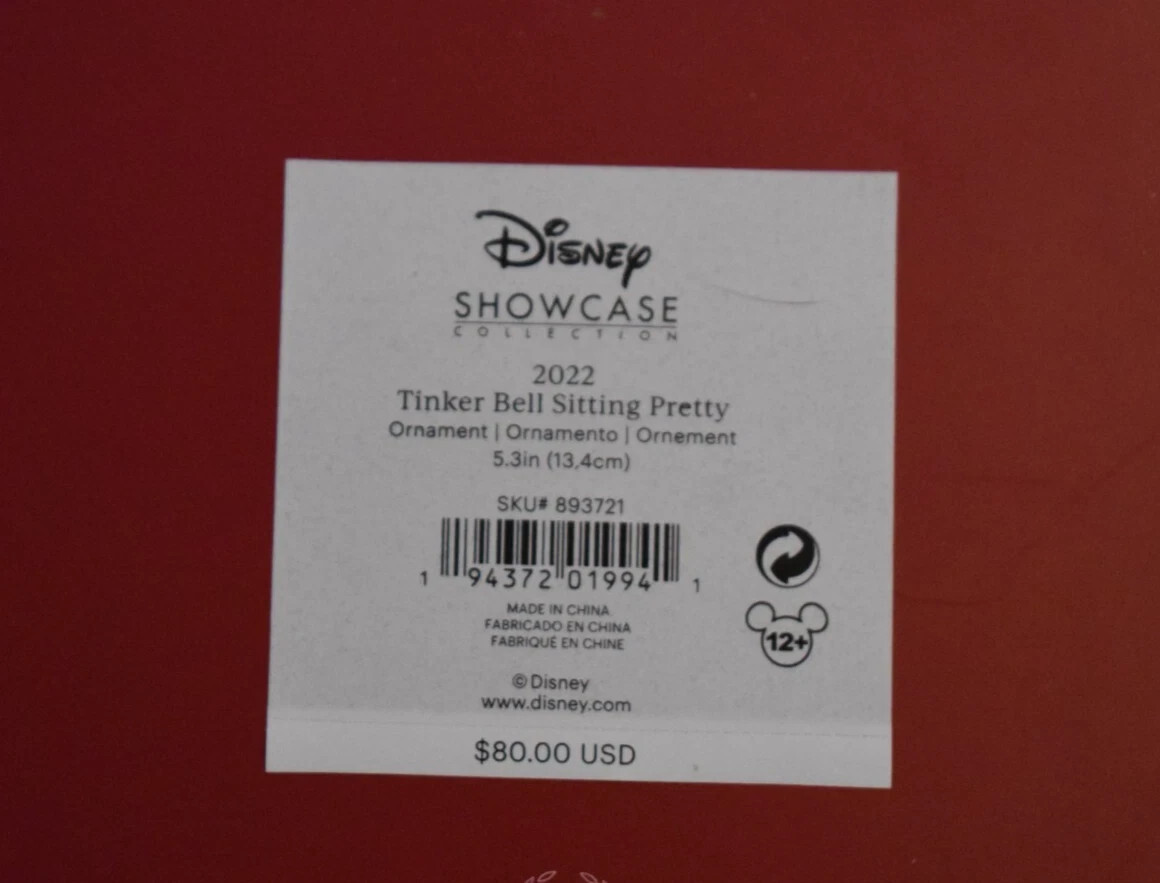 Disney
SHOWCASE
COLLECTION
2022
Tinker Bell Sitting Pretty
Ornament | Ornamento | Ornement
5.3in (13,4cm)
SKU# 893721
1 94372 01994 1
MADE IN CHINA
FABRICADO EN CHINA
FABRIQUÉ EN CHINE
12+
©Disney
www.disney.com
$80.00 USD